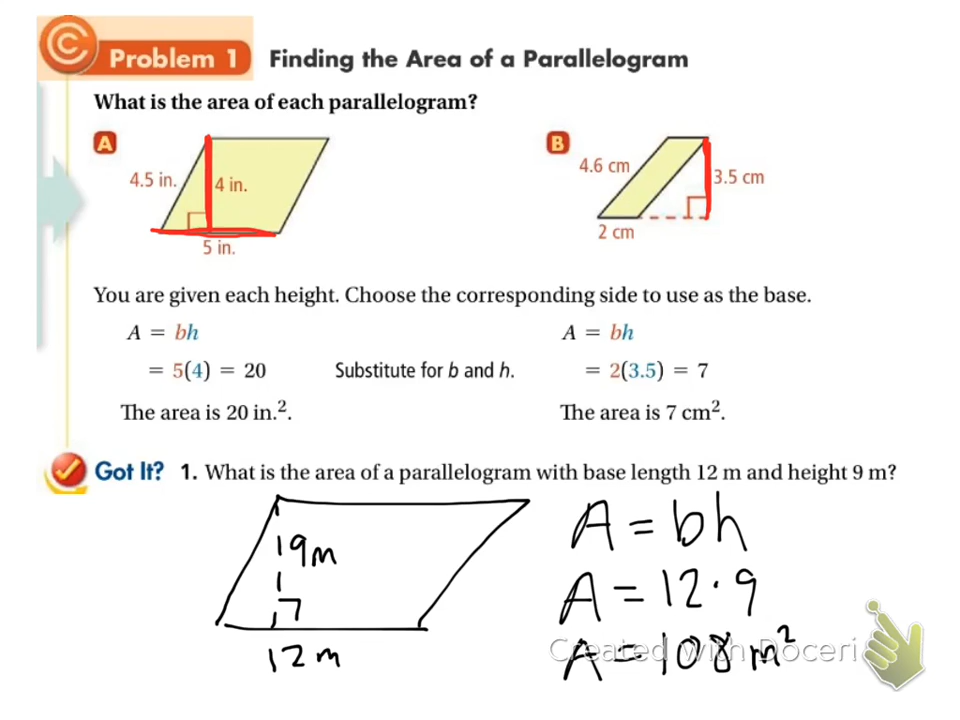 Problem 1 Finding the Area of a Parallelogram
What is the area of each parallelogram?
A
4.5 in.
4 in.
5 in.
B
4.6 cm
3.5 cm
2 cm
You are given each height. Choose the corresponding side to use as the base.
A = bh
= 5(4) = 20
The area is 20 in.².
Substitute for b and h.
A = bh
= 2(3.5) = 7
The area is 7 cm².
Got It? 1. What is the area of a parallelogram with base length 12 m and height 9 m?
9m
12 m
A = bh
A = 12 · 9
A = 108 m²
Created with Doceri